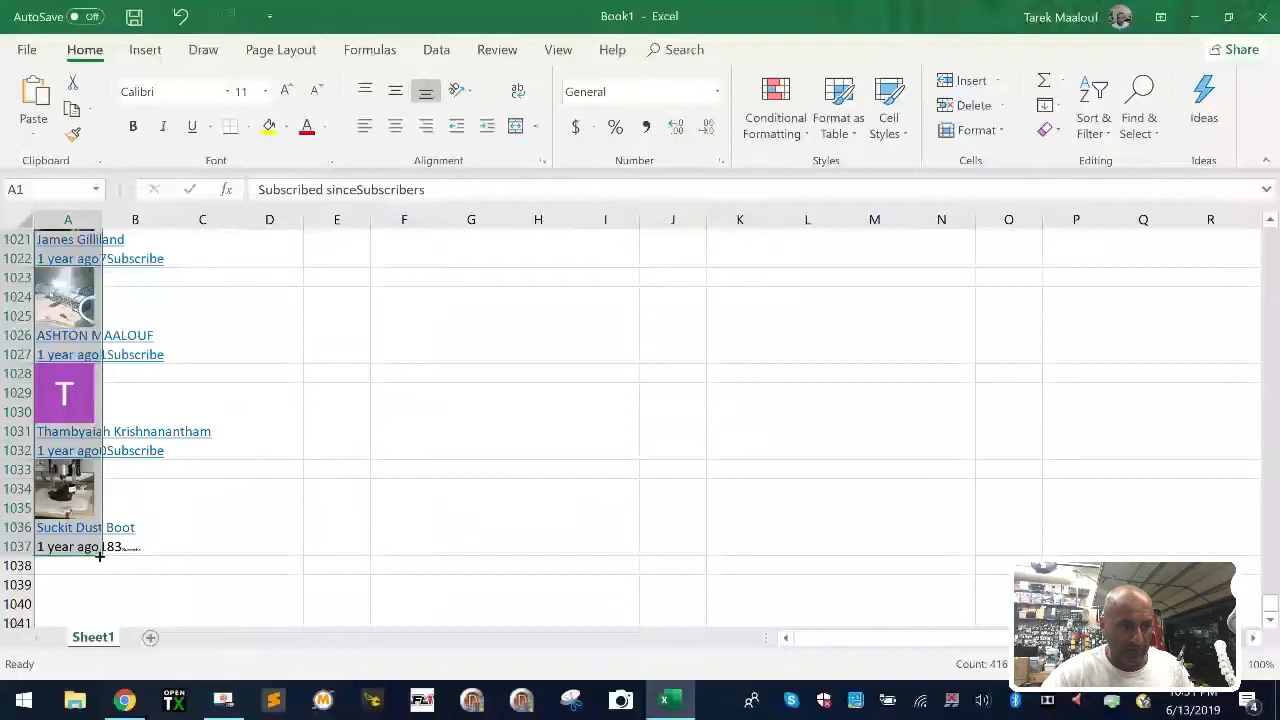 AutoSave Off Book1 - Excel Tarek Maalouf
File Home Insert Draw Page Layout Formulas Data Review View Help Search Share
Paste
Clipboard
Calibri 11
B I U
Font
Alignment
General
$ %
Number
Conditional Formatting
Format as Table
Cell Styles
Styles
Insert
Delete
Format
Cells
Sort & Filter
Find & Select
Editing
Ideas
Ideas
A1 fx Subscribed sinceSubscribers
A B C D E F G H I J K L M N O P Q R
1021 James Gilliland
1022 1 year ago7Subscribe
1023
1024
1025
1026 ASHTON MAALOUF
1027 1 year ago1Subscribe
1028
1029 T
1030
1031 Thambyaiah Krishnanantham
1032 1 year ago0Subscribe
1033
1034
1035
1036 Suckit Dust Boot
1037 1 year ago183
1038
1039
1040
1041
Sheet1
Ready Count: 416 100%
OPEN TX
6/13/2019
4